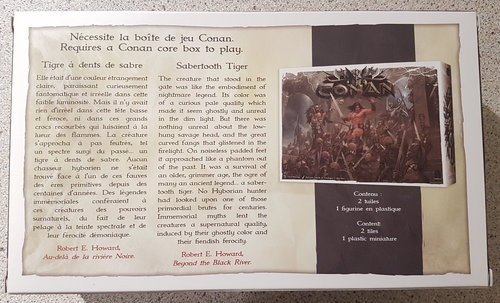 Nécessite la boîte de jeu Conan.
Requires a Conan core box to play.
Tigre à dents de sabre
Elle était d'une couleur étrangement
claire, paraissant curieusement
fantomatique et irréelle dans cette
faible luminosité. Mais il n'y avait
rien d'irréel dans cette tête basse
et féroce, ni dans ces grands
crocs recourbés qui luisaient à la
lueur des flammes. La créature
s'approcha à pas feutrés, tel
un spectre surgi du passé... un
tigre à dents de sabre. Aucun
chasseur hyborien ne s'était
trouvé face à l'un de ces fauves
des ères primitives depuis des
centaines d'années. Des légendes
immémoriales conféraient à
ces créatures des pouvoirs
surnaturels, du fait de leur
pelage à la teinte spectrale et de
leur férocité démoniaque.
Robert E. Howard,
Au-delà de la rivière Noire.
Sabertooth Tiger
The creature that stood in the
gate was like the embodiment of
nightmare legend. Its color was
of a curious pale quality which
made it seem ghostly and unreal
in the dim light. But there was
nothing unreal about the low-
hung savage head, and the great
curved fangs that glistened in the
firelight. On noiseless padded feet
it approached like a phantom out
of the past. It was a survival of
an older, grimmer age, the ogre of
many an ancient legend... a saber-
tooth tiger. No Hyborian hunter
had looked upon one of those
primordial brutes for centuries.
Immemorial myths lent the
creatures a supernatural quality,
induced by their ghostly color and
their fiendish ferocity.
Robert E. Howard,
Beyond the Black River.
CONAN
Contenu :
2 tuiles
1 figurine en plastique
Content:
2 tiles
1 plastic miniature